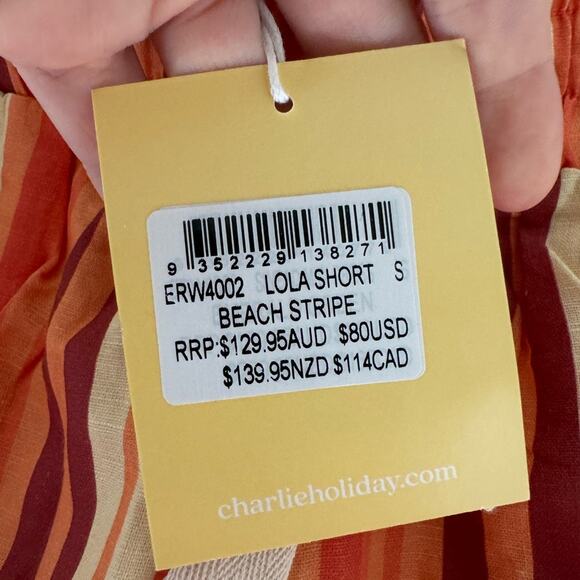 9 352229 138271
ERW4002 LOLA SHORT S
BEACH STRIPE
RRP:$129.95AUD $80USD
$139.95NZD $114CAD
charlieholiday.com